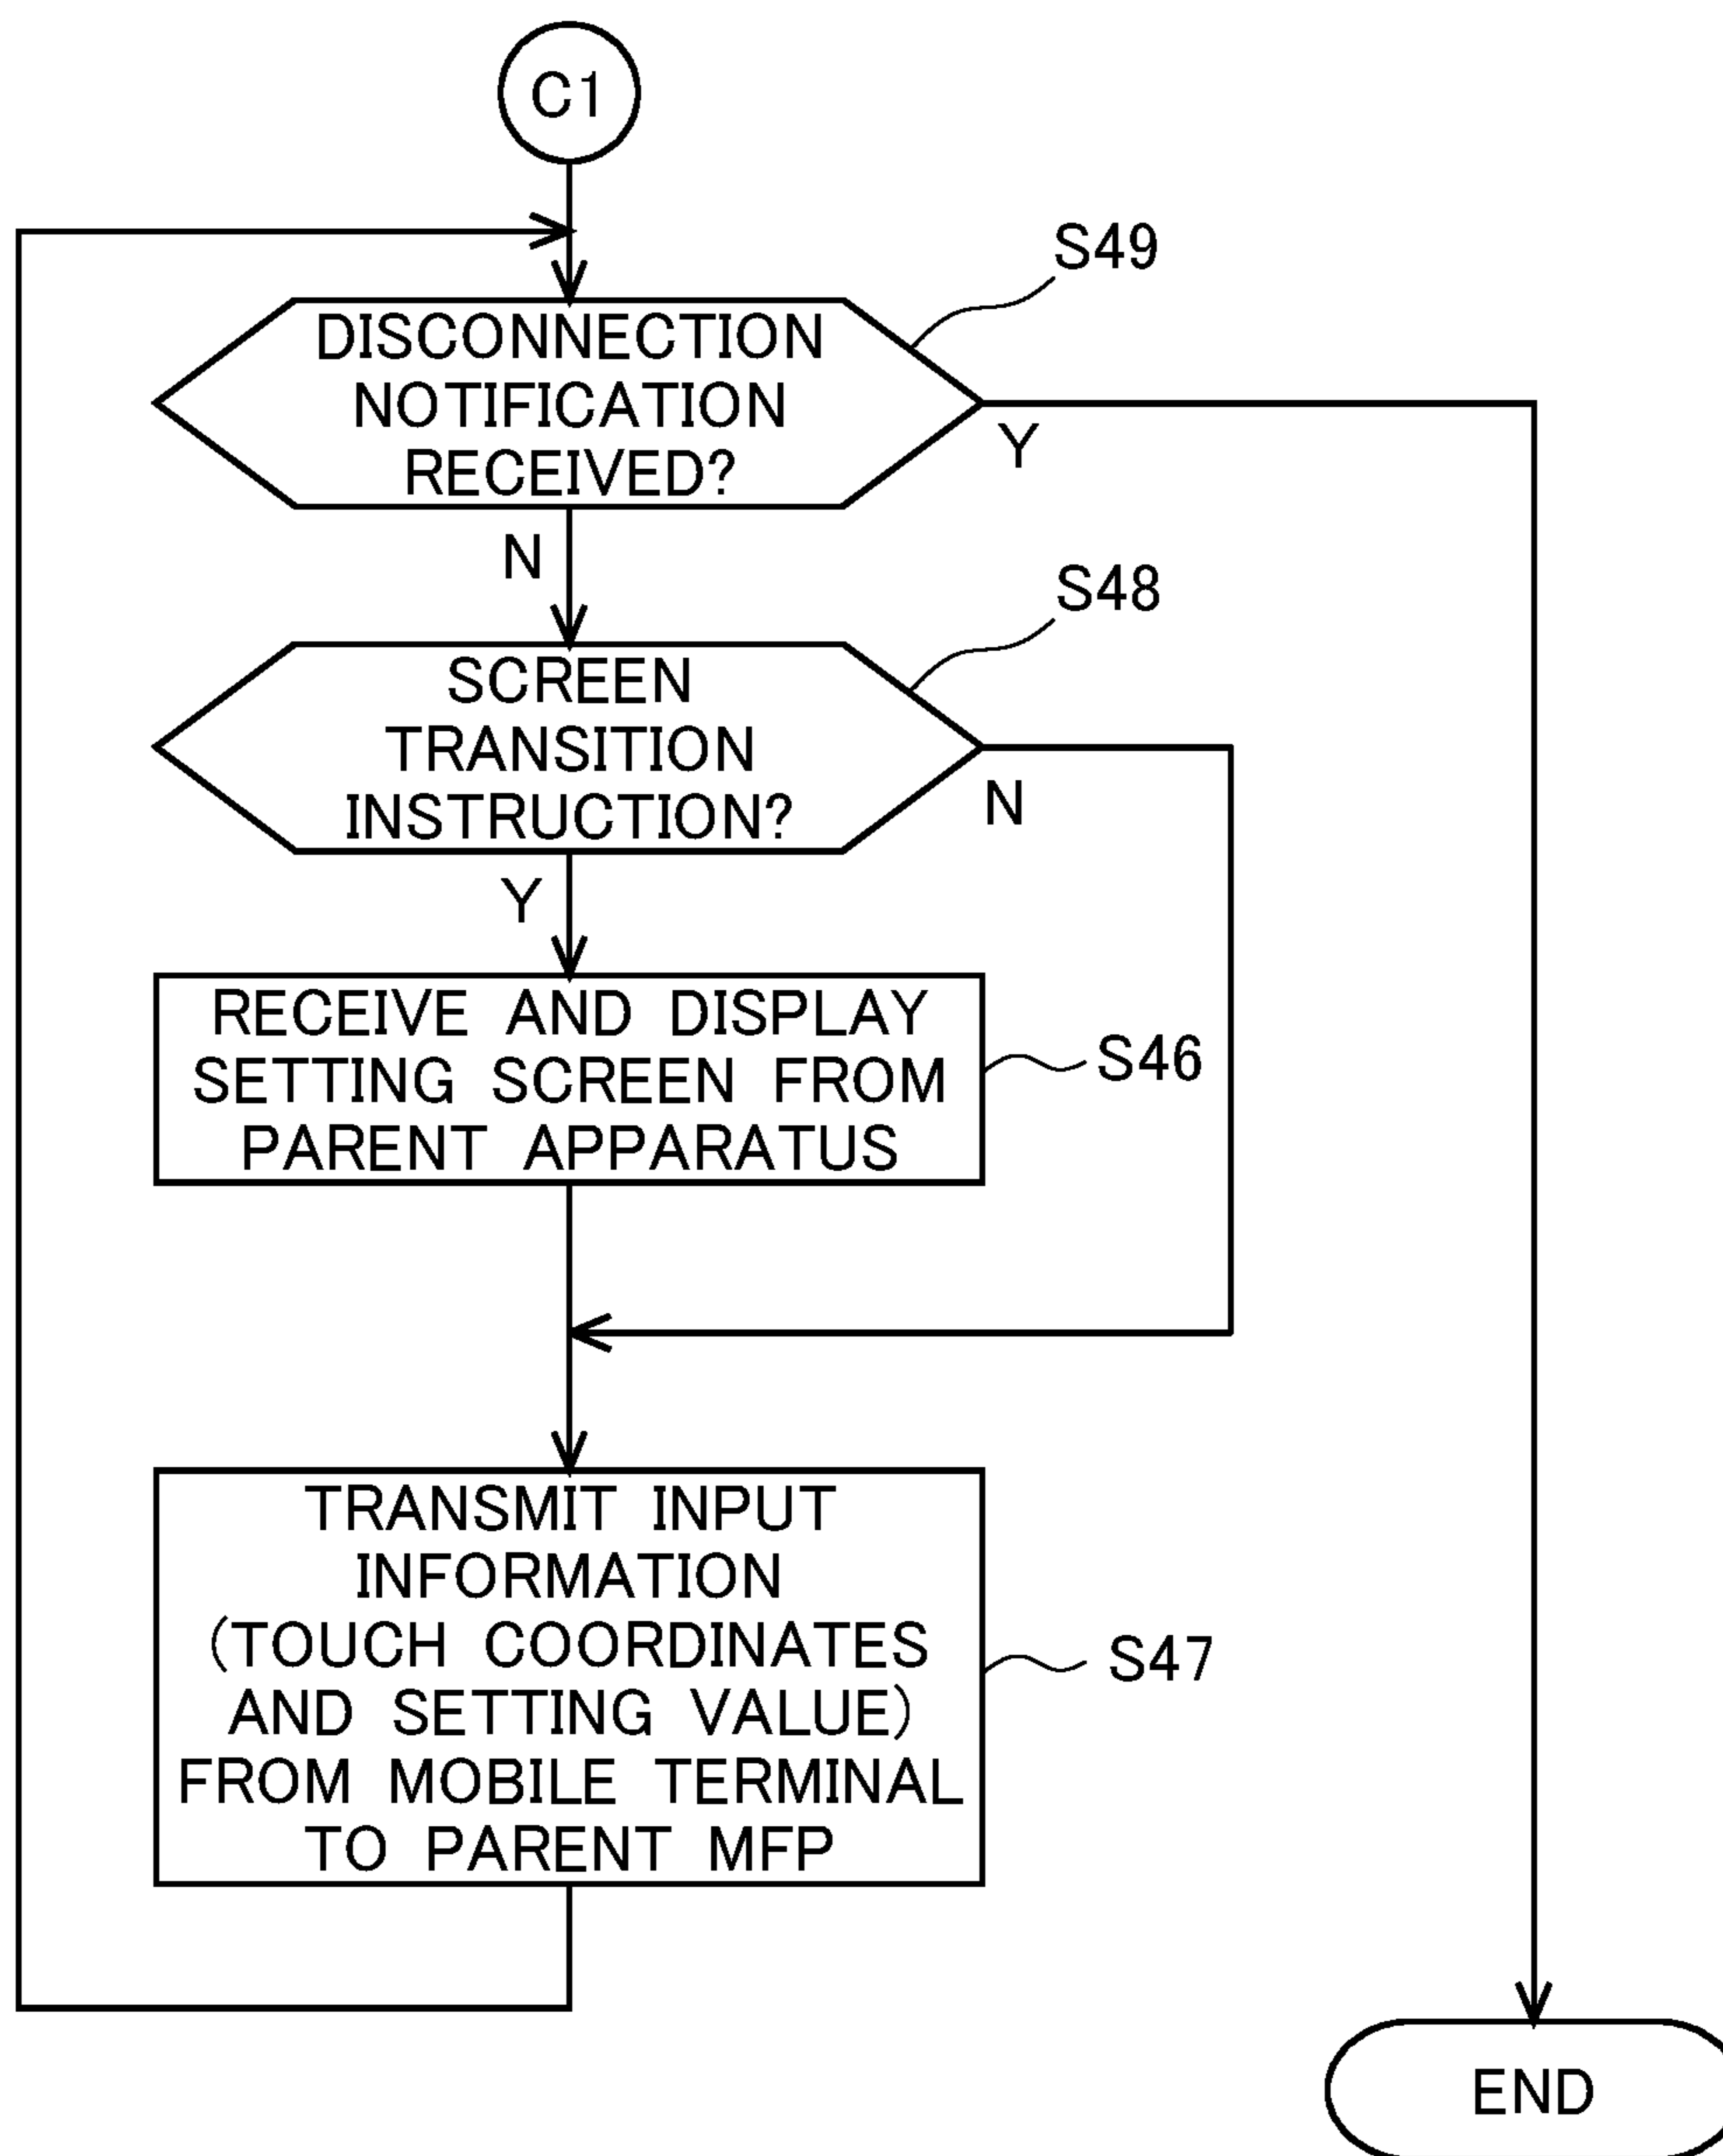 C1
S49
DISCONNECTION
NOTIFICATION
RECEIVED?
Y
N
S48
SCREEN
TRANSITION
INSTRUCTION?
N
Y
RECEIVE AND DISPLAY
SETTING SCREEN FROM
PARENT APPARATUS
S46
TRANSMIT INPUT
INFORMATION
(TOUCH COORDINATES
AND SETTING VALUE)
FROM MOBILE TERMINAL
TO PARENT MFP
S47
END